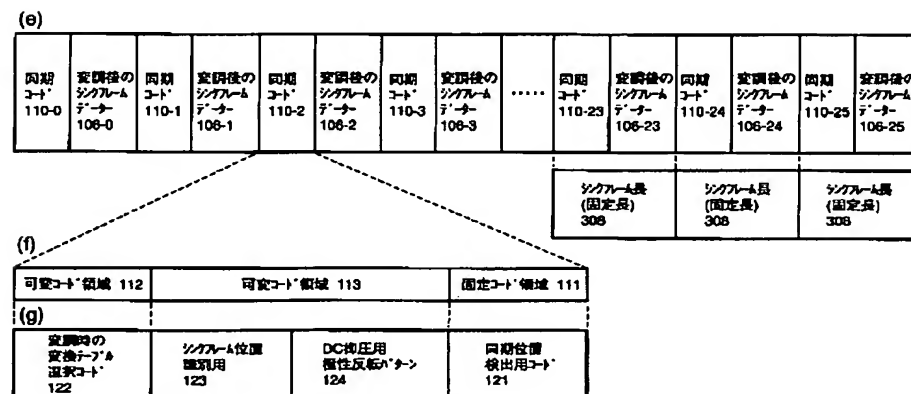 (e)
同期
コード
110-0
変調後の
シンクフレーム
データー
106-0
同期
コード
110-1
変調後の
シンクフレーム
データー
106-1
同期
コード
110-2
変調後の
シンクフレーム
データー
106-2
同期
コード
110-3
変調後の
シンクフレーム
データー
106-3
.....
同期
コード
110-23
変調後の
シンクフレーム
データー
106-23
同期
コード
110-24
変調後の
シンクフレーム
データー
106-24
同期
コード
110-25
変調後の
シンクフレーム
データー
106-25
シンクフレーム長
(固定長)
308
シンクフレーム長
(固定長)
308
シンクフレーム長
(固定長)
308
(f)
可変コード領域 112
可変コード領域 113
固定コード領域 111
(g)
変調時の
変換テーブル
選択コード
122
シンクフレーム位置
識別用
123
DC抑圧用
極性反転パターン
124
同期位置
検出用コード
121